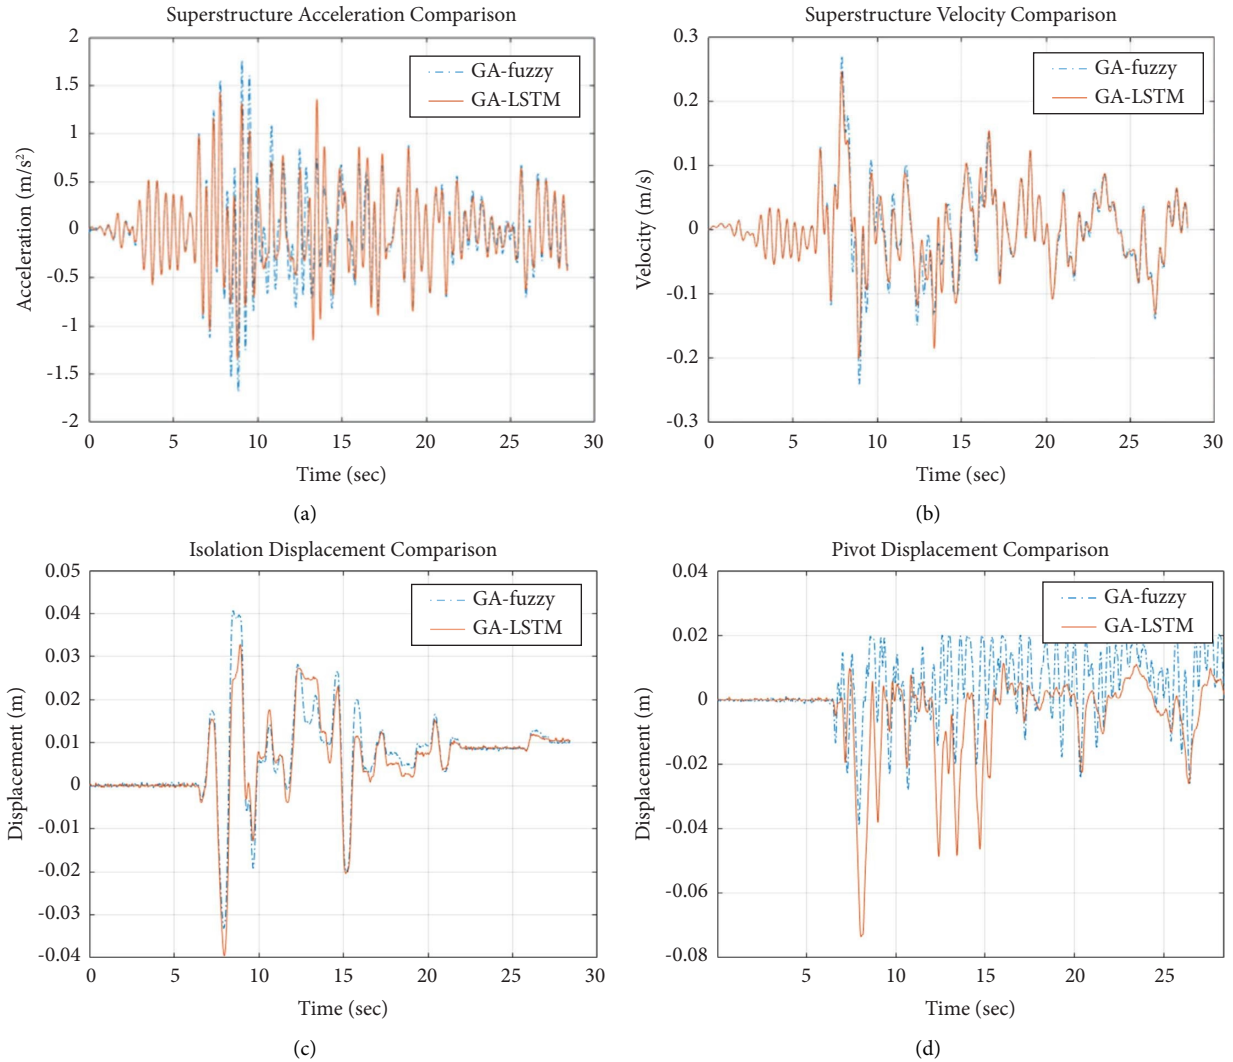 Superstructure Acceleration Comparison
2
1.5
1
0.5
0
-0.5
-1
-1.5
-2
Acceleration (m/s²)
GA-fuzzy
GA-LSTM
0 5 10 15 20 25 30
Time (sec)
(a)
Superstructure Velocity Comparison
0.3
0.2
0.1
0
-0.1
-0.2
-0.3
Velocity (m/s)
GA-fuzzy
GA-LSTM
0 5 10 15 20 25 30
Time (sec)
(b)
Isolation Displacement Comparison
0.05
0.04
0.03
0.02
0.01
0
-0.01
-0.02
-0.03
-0.04
Displacement (m)
GA-fuzzy
GA-LSTM
0 5 10 15 20 25 30
Time (sec)
(c)
Pivot Displacement Comparison
0.04
0.02
0
-0.02
-0.04
-0.06
-0.08
Displacement (m)
GA-fuzzy
GA-LSTM
5 10 15 20 25
Time (sec)
(d)